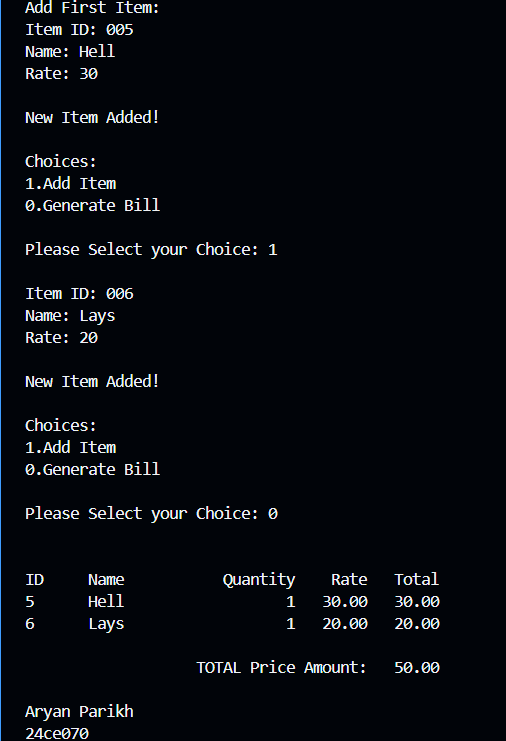 Add First Item:
Item ID: 005
Name: Hell
Rate: 30
New Item Added!
Choices:
1.Add Item
0.Generate Bill
Please Select your Choice: 1
Item ID: 006
Name: Lays
Rate: 20
New Item Added!
Choices:
1.Add Item
0.Generate Bill
Please Select your Choice: 0
ID Name Quantity Rate Total
5 Hell 1 30.00 30.00
6 Lays 1 20.00 20.00
TOTAL Price Amount: 50.00
Aryan Parikh
24ce070